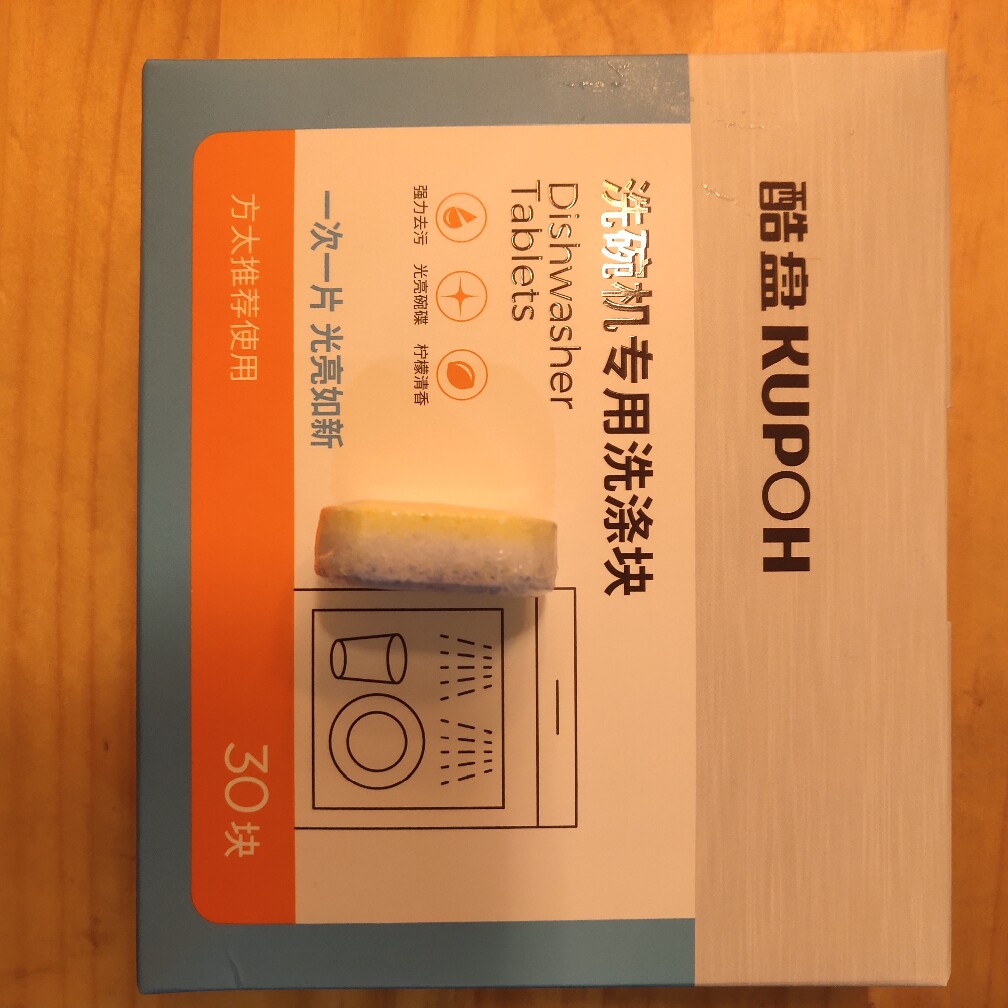 酷盘 KUPOH
洗碗机专用洗涤块
Dishwasher
Tablets
强力去污 光亮碗碟 柠檬清香
一次一片 光亮如新
方太推荐使用
30块